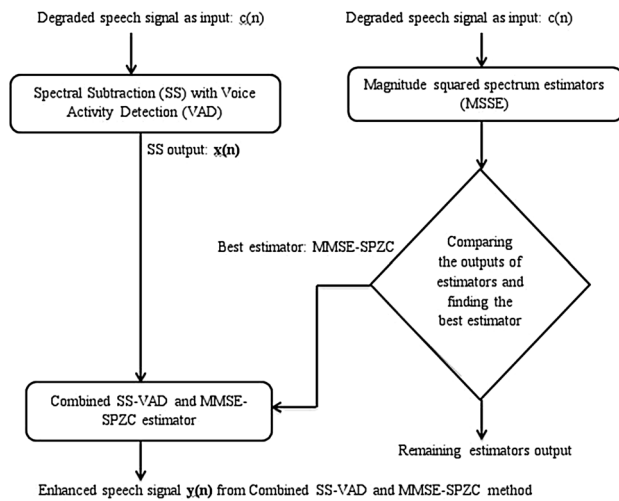 Degraded speech signal as input: c(n)
Spectral Subtraction (SS) with Voice
Activity Detection (VAD)
SS output: x(n)
Degraded speech signal as input: c(n)
Magnitude squared spectrum estimators
(MSSE)
Best estimator: MMSE-SPZC
Comparing
the outputs of
estimators and
finding the
best estimator
Combined SS-VAD and MMSE-
SPZC estimator
Remaining estimators output
Enhanced speech signal y(n) from Combined SS-VAD and MMSE-SPZC method